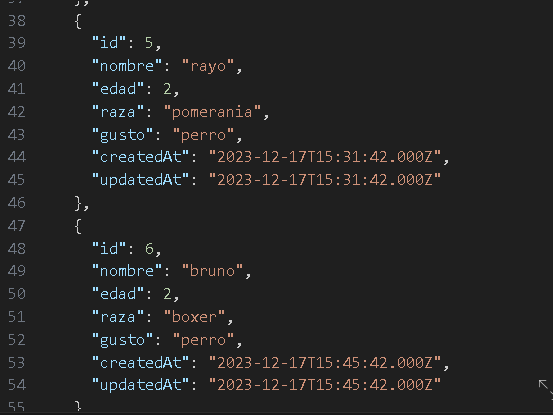 37 },
38 {
39 "id": 5,
40 "nombre": "rayo",
41 "edad": 2,
42 "raza": "pomerania",
43 "gusto": "perro",
44 "createdAt": "2023-12-17T15:31:42.000Z",
45 "updatedAt": "2023-12-17T15:31:42.000Z"
46 },
47 {
48 "id": 6,
49 "nombre": "bruno",
50 "edad": 2,
51 "raza": "boxer",
52 "gusto": "perro",
53 "createdAt": "2023-12-17T15:45:42.000Z",
54 "updatedAt": "2023-12-17T15:45:42.000Z"
55 }